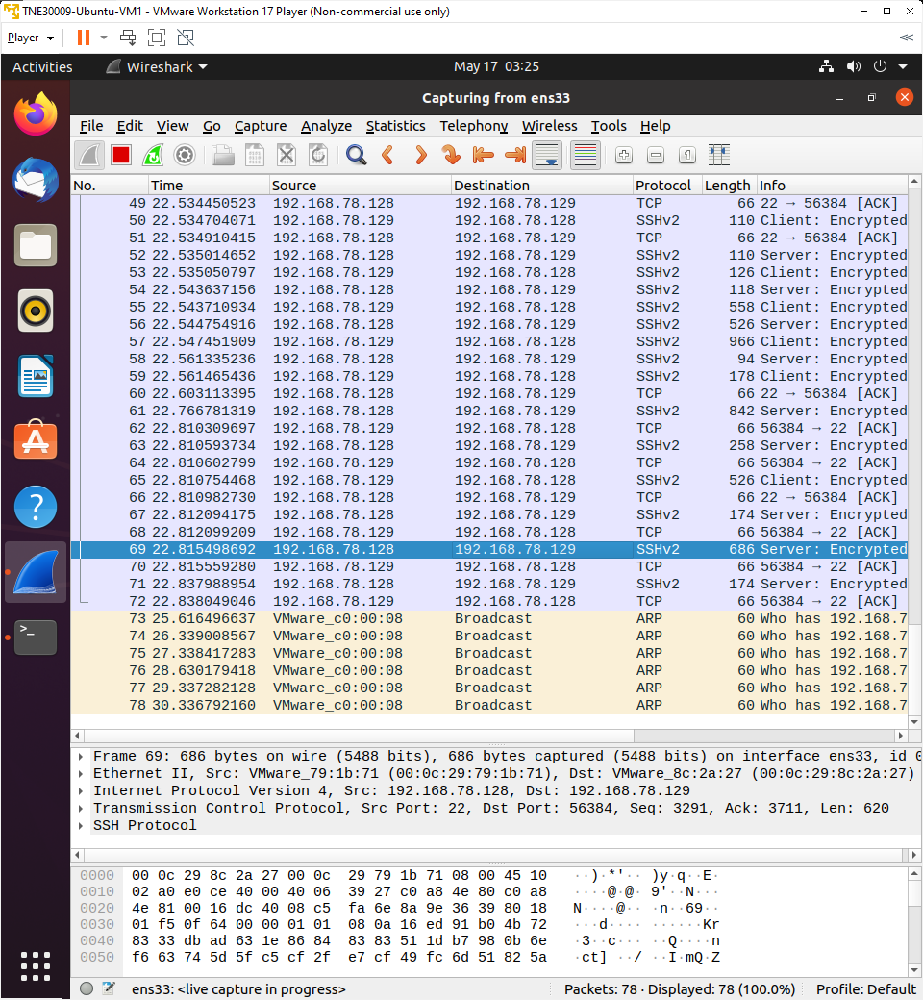 TNE30009-Ubuntu-VM1 - VMware Workstation 17 Player (Non-commercial use only)
Player
Activities Wireshark May 17 03:25
Capturing from ens33
File Edit View Go Capture Analyze Statistics Telephony Wireless Tools Help
No. Time Source Destination Protocol Length Info
49 22.534450523 192.168.78.128 192.168.78.129 TCP 66 22 → 56384 [ACK]
50 22.534704071 192.168.78.129 192.168.78.128 SSHv2 110 Client: Encrypted
51 22.534910415 192.168.78.128 192.168.78.129 TCP 66 22 → 56384 [ACK]
52 22.535014652 192.168.78.128 192.168.78.129 SSHv2 110 Server: Encrypted
53 22.535050797 192.168.78.129 192.168.78.128 SSHv2 126 Client: Encrypted
54 22.543637156 192.168.78.128 192.168.78.129 SSHv2 118 Server: Encrypted
55 22.543710934 192.168.78.129 192.168.78.128 SSHv2 558 Client: Encrypted
56 22.544754916 192.168.78.128 192.168.78.129 SSHv2 526 Server: Encrypted
57 22.547451909 192.168.78.129 192.168.78.128 SSHv2 966 Client: Encrypted
58 22.561335236 192.168.78.128 192.168.78.129 SSHv2 94 Server: Encrypted
59 22.561465436 192.168.78.129 192.168.78.128 SSHv2 178 Client: Encrypted
60 22.603113395 192.168.78.128 192.168.78.129 TCP 66 22 → 56384 [ACK]
61 22.766781319 192.168.78.128 192.168.78.129 SSHv2 842 Server: Encrypted
62 22.810309697 192.168.78.129 192.168.78.128 TCP 66 56384 → 22 [ACK]
63 22.810593734 192.168.78.128 192.168.78.129 SSHv2 258 Server: Encrypted
64 22.810602799 192.168.78.129 192.168.78.128 TCP 66 56384 → 22 [ACK]
65 22.810754468 192.168.78.129 192.168.78.128 SSHv2 526 Client: Encrypted
66 22.810982730 192.168.78.128 192.168.78.129 TCP 66 22 → 56384 [ACK]
67 22.812094175 192.168.78.128 192.168.78.129 SSHv2 174 Server: Encrypted
68 22.812099209 192.168.78.129 192.168.78.128 TCP 66 56384 → 22 [ACK]
69 22.815498692 192.168.78.128 192.168.78.129 SSHv2 686 Server: Encrypted
70 22.815559280 192.168.78.129 192.168.78.128 TCP 66 56384 → 22 [ACK]
71 22.837988954 192.168.78.128 192.168.78.129 SSHv2 174 Server: Encrypted
72 22.838049046 192.168.78.129 192.168.78.128 TCP 66 56384 → 22 [ACK]
73 25.616496637 VMware_c0:00:08 Broadcast ARP 60 Who has 192.168.7
74 26.339008567 VMware_c0:00:08 Broadcast ARP 60 Who has 192.168.7
75 27.338417283 VMware_c0:00:08 Broadcast ARP 60 Who has 192.168.7
76 28.630179418 VMware_c0:00:08 Broadcast ARP 60 Who has 192.168.7
77 29.337282128 VMware_c0:00:08 Broadcast ARP 60 Who has 192.168.7
78 30.336792160 VMware_c0:00:08 Broadcast ARP 60 Who has 192.168.7
Frame 69: 686 bytes on wire (5488 bits), 686 bytes captured (5488 bits) on interface ens33, id 0
Ethernet II, Src: VMware_79:1b:71 (00:0c:29:79:1b:71), Dst: VMware_8c:2a:27 (00:0c:29:8c:2a:27)
Internet Protocol Version 4, Src: 192.168.78.128, Dst: 192.168.78.129
Transmission Control Protocol, Src Port: 22, Dst Port: 56384, Seq: 3291, Ack: 3711, Len: 620
SSH Protocol
0000 00 0c 29 8c 2a 27 00 0c 29 79 1b 71 08 00 45 10 ··)·*'·· )y·q··E·
0010 02 a0 e0 ce 40 00 40 06 39 27 c0 a8 4e 80 c0 a8 ····@·@· 9'··N···
0020 4e 81 00 16 dc 40 08 c5 fa 6e 8a 9e 36 39 80 18 N····@·· ·n··69··
0030 01 f5 0f 64 00 00 01 01 08 0a 16 ed 91 b0 4b 72 ···d···· ······Kr
0040 83 33 db ad 63 1e 86 84 83 83 51 1d b7 98 0b 6e ·3··c··· ··Q····n
0050 f6 63 74 5d 5f c5 cf 2f e7 cf 49 fc 6d 51 82 5a ·ct]_··/ ··I·mQ·Z
ens33: <live capture in progress> Packets: 78 · Displayed: 78 (100.0%) Profile: Default